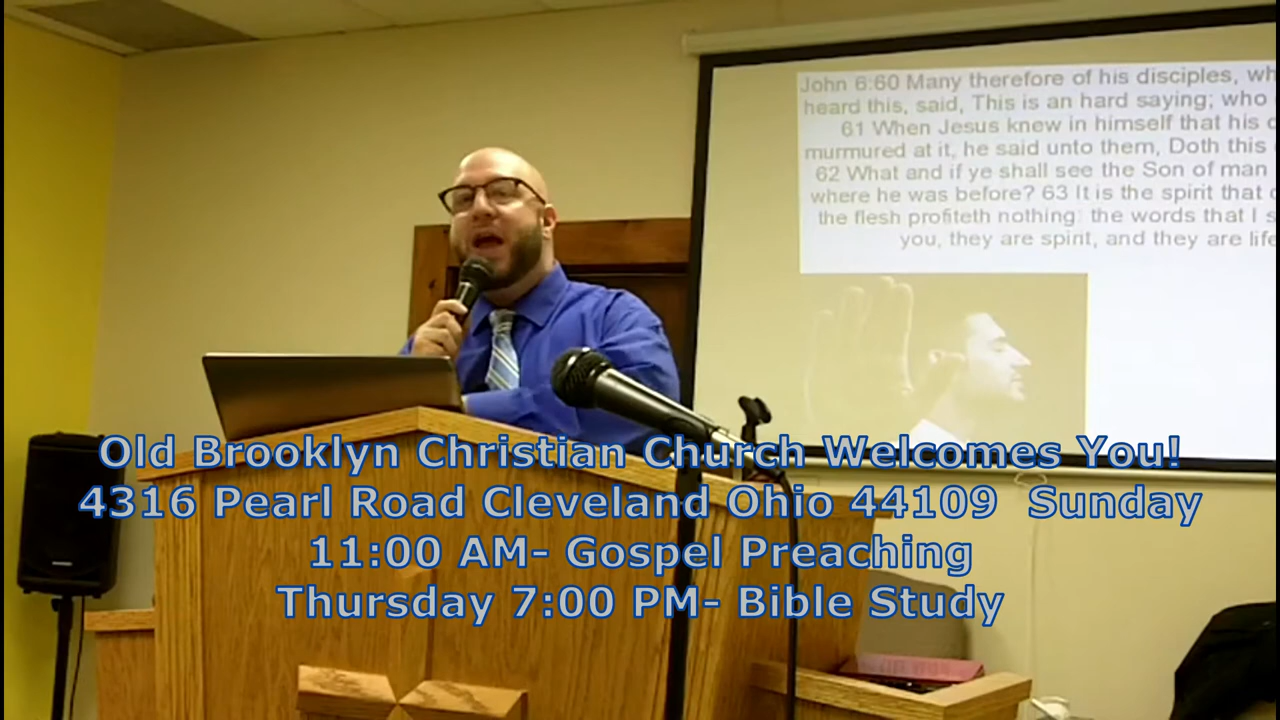 John 6:60 Many therefore of his disciples, wh
heard this, said, This is an hard saying; who
61 When Jesus knew in himself that his
murmured at it, he said unto them, Doth this
62 What and if ye shall see the Son of man
where he was before? 63 It is the spirit that
the flesh profiteth nothing: the words that I s
you, they are spirit, and they are life
Old Brooklyn Christian Church Welcomes You!
4316 Pearl Road Cleveland Ohio 44109 Sunday
11:00 AM- Gospel Preaching
Thursday 7:00 PM- Bible Study